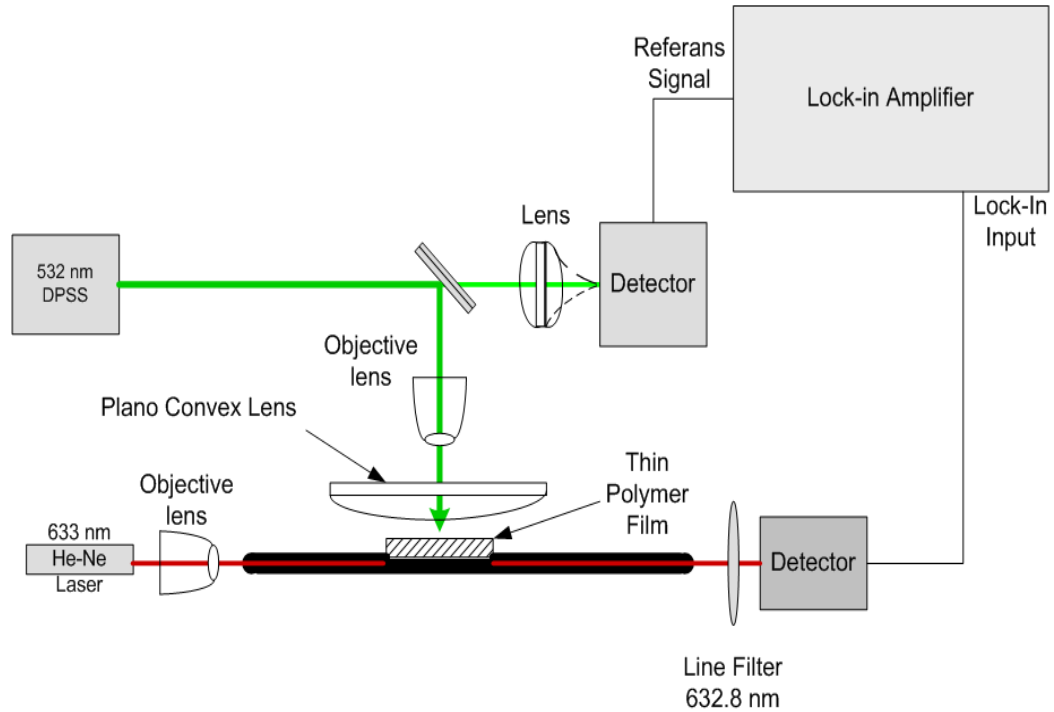 Referans
Signal
Lock-in Amplifier
Lock-In
Input
Lens
532 nm
DPSS
Detector
Objective
lens
Plano Convex Lens
Thin
Polymer
Film
Objective
lens
633 nm
He-Ne
Laser
Detector
Line Filter
632.8 nm